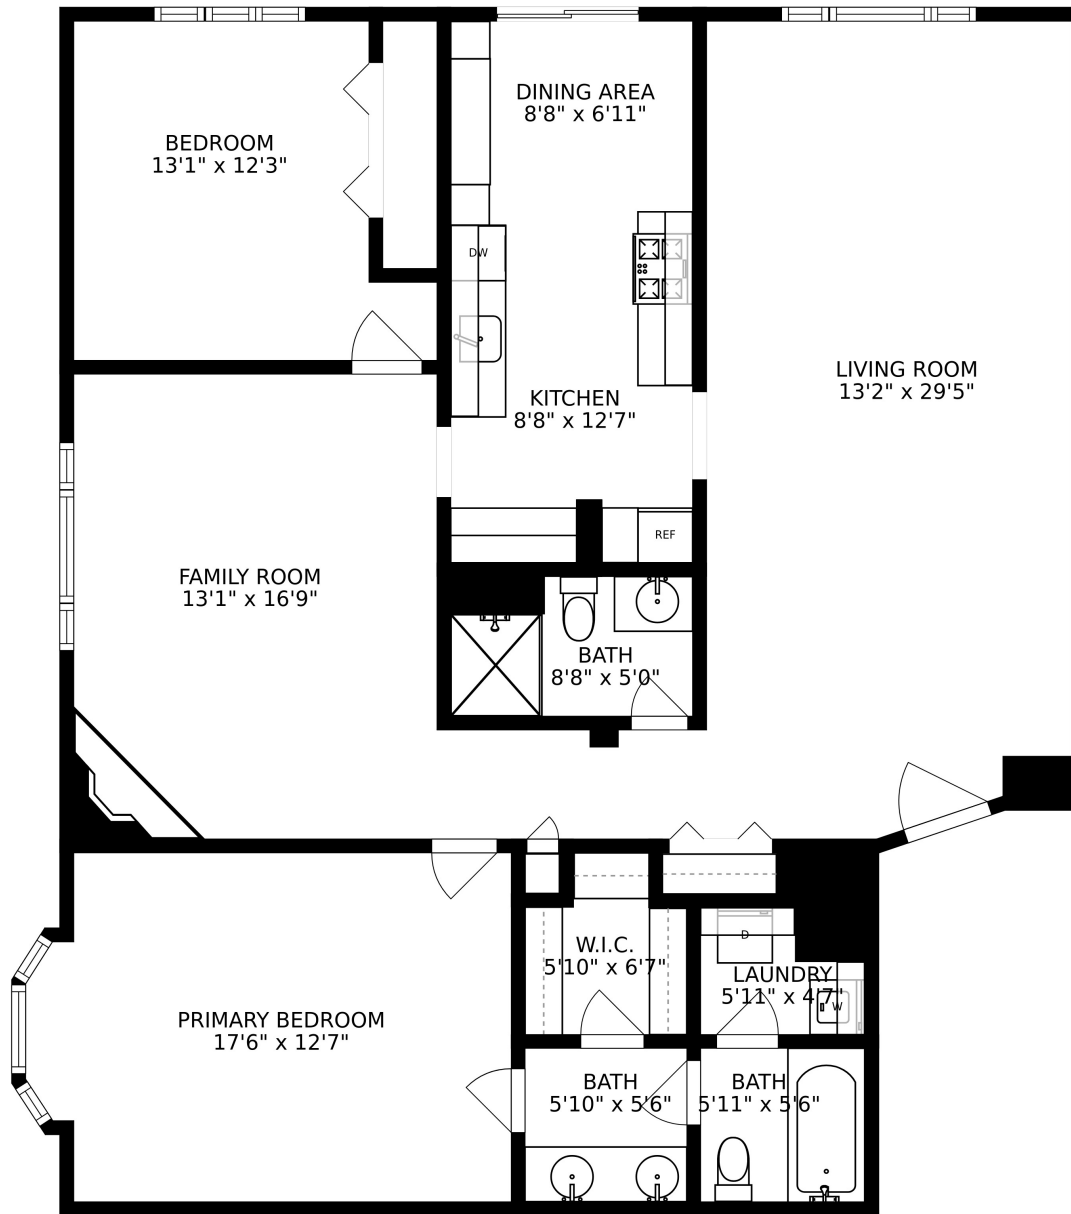 DINING AREA
8'8" x 6'11"
BEDROOM
13'1" x 12'3"
DW
LIVING ROOM
13'2" x 29'5"
KITCHEN
8'8" x 12'7"
REF
FAMILY ROOM
13'1" x 16'9"
BATH
8'8" x 5'0"
D
W.I.C.
5'10" x 6'7"
LAUNDRY
5'11" x 4'7"
W
PRIMARY BEDROOM
17'6" x 12'7"
BATH
5'10" x 5'6"
BATH
5'11" x 5'6"